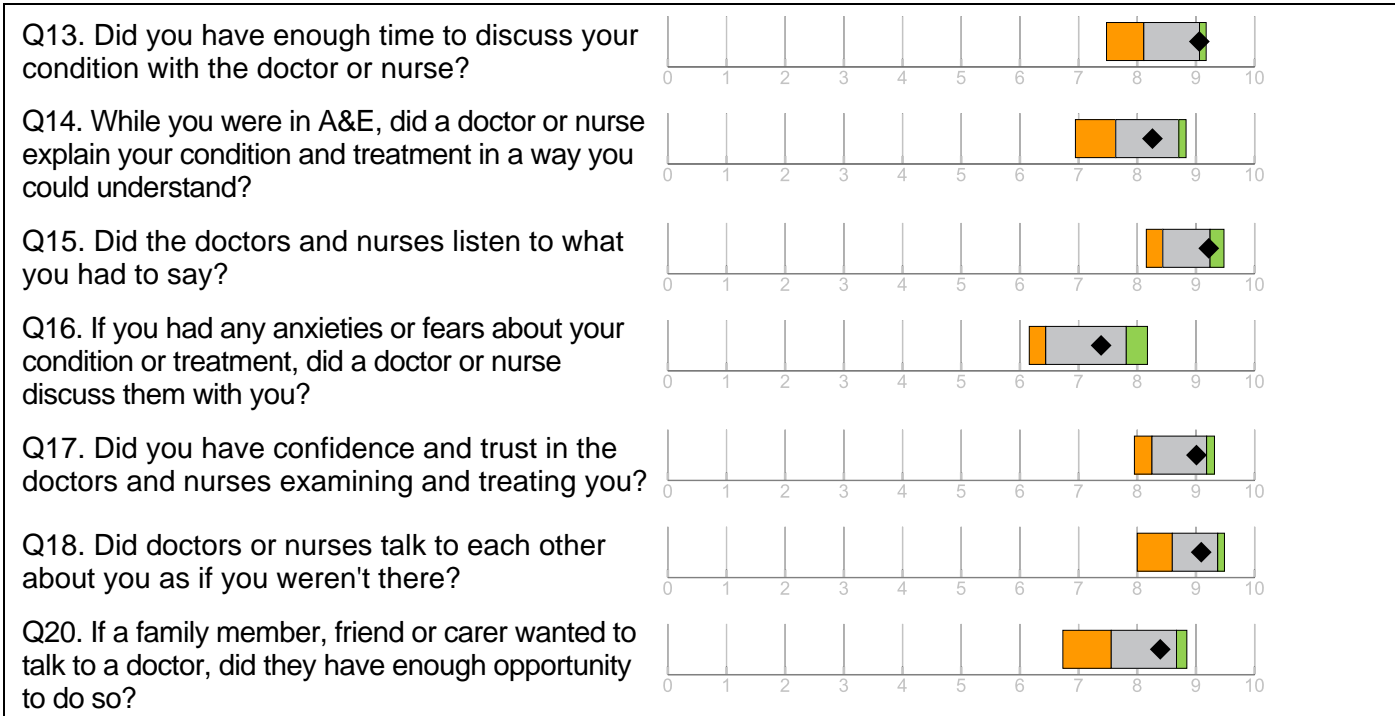 Q13. Did you have enough time to discuss your
condition with the doctor or nurse?
0 1 2 3 4 5 6 7 8 9 10
Q14. While you were in A&E, did a doctor or nurse
explain your condition and treatment in a way you
could understand?
0 1 2 3 4 5 6 7 8 9 10
Q15. Did the doctors and nurses listen to what
you had to say?
0 1 2 3 4 5 6 7 8 9 10
Q16. If you had any anxieties or fears about your
condition or treatment, did a doctor or nurse
discuss them with you?
0 1 2 3 4 5 6 7 8 9 10
Q17. Did you have confidence and trust in the
doctors and nurses examining and treating you?
0 1 2 3 4 5 6 7 8 9 10
Q18. Did doctors or nurses talk to each other
about you as if you weren't there?
0 1 2 3 4 5 6 7 8 9 10
Q20. If a family member, friend or carer wanted to
talk to a doctor, did they have enough opportunity
to do so?
0 1 2 3 4 5 6 7 8 9 10